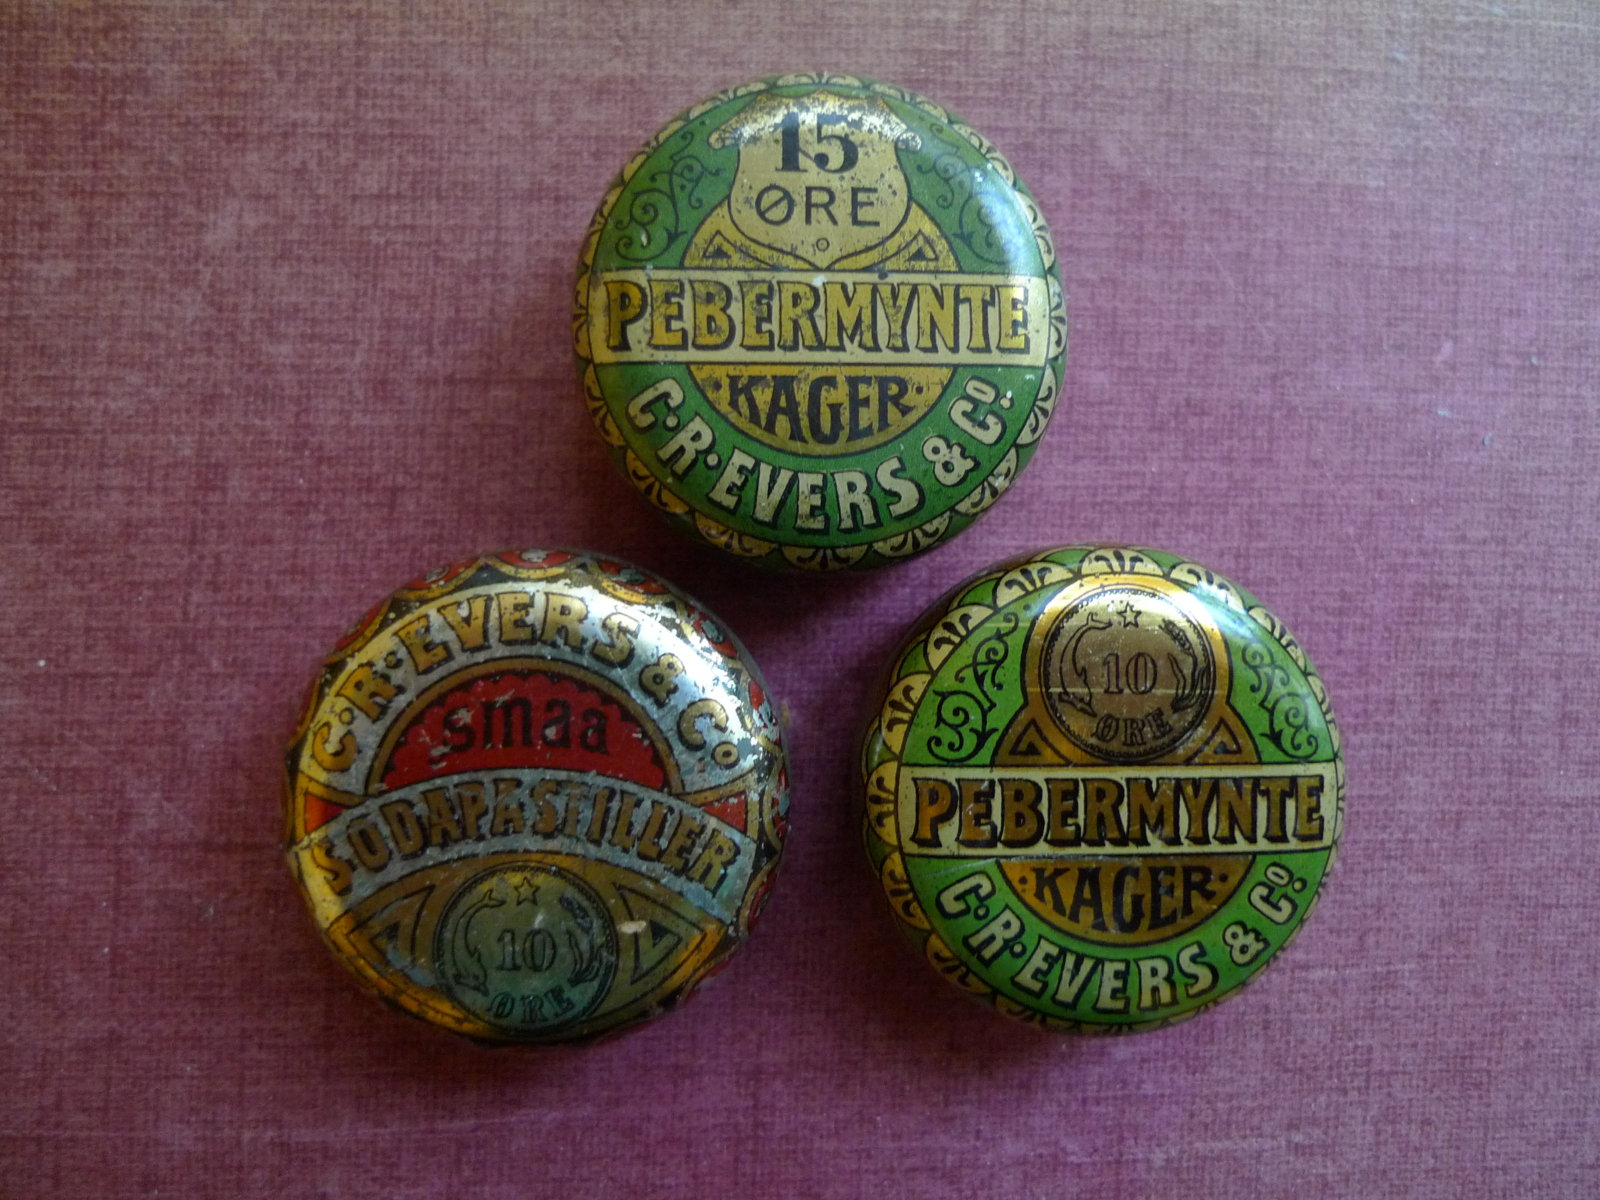 15
ØRE
PEBERMYNTE
·KAGER·
C·R·EVERS & Cº.
C·R·EVERS & Cº
smaa
SODAPASTILLER
10
ØRE
10
ØRE
PEBERMYNTE
·KAGER·
C·R·EVERS & Cº.